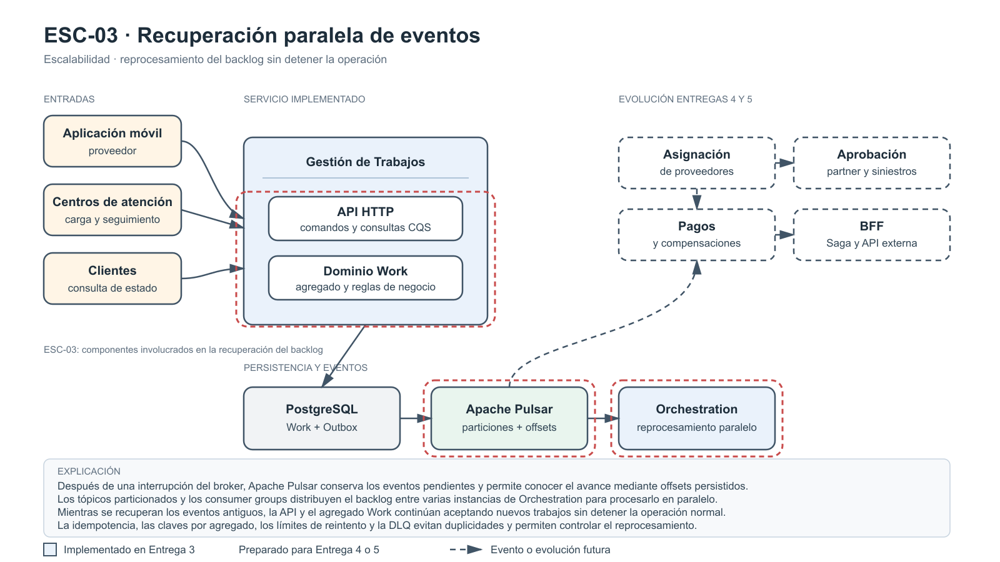 ESC-03 · Recuperación paralela de eventos
Escalabilidad · reprocesamiento del backlog sin detener la operación
ENTRADAS
SERVICIO IMPLEMENTADO
EVOLUCIÓN ENTREGAS 4 Y 5
Aplicación móvil
proveedor
Centros de atención
carga y seguimiento
Clientes
consulta de estado
Gestión de Trabajos
API HTTP
comandos y consultas CQS
Dominio Work
agregado y reglas de negocio
Asignación
de proveedores
Aprobación
partner y siniestros
Pagos
y compensaciones
BFF
Saga y API externa
ESC-03: componentes involucrados en la recuperación del backlog
PERSISTENCIA Y EVENTOS
PostgreSQL
Work + Outbox
Apache Pulsar
particiones + offsets
Orchestration
reprocesamiento paralelo
EXPLICACIÓN
Después de una interrupción del broker, Apache Pulsar conserva los eventos pendientes y permite conocer el avance mediante offsets persistidos.
Los tópicos particionados y los consumer groups distribuyen el backlog entre varias instancias de Orchestration para procesarlo en paralelo.
Mientras se recuperan los eventos antiguos, la API y el agregado Work continúan aceptando nuevos trabajos sin detener la operación normal.
La idempotencia, las claves por agregado, los límites de reintento y la DLQ evitan duplicidades y permiten controlar el reprocesamiento.
Implementado en Entrega 3
Preparado para Entrega 4 o 5
Evento o evolución futura